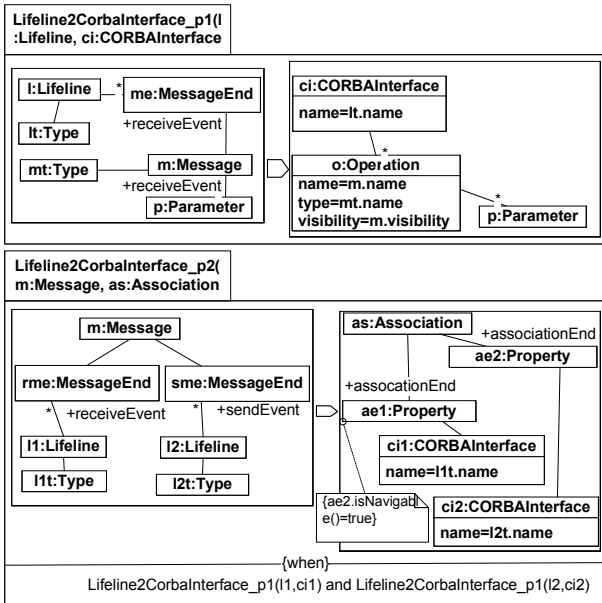 Lifeline2CorbaInterface_p1(l
:Lifeline, ci:CORBAInterface
l:Lifeline
*
me:MessageEnd
lt:Type
+receiveEvent
mt:Type
m:Message
+receiveEvent
p:Parameter
ci:CORBAInterface
name=lt.name
*
o:Operation
name=m.name
type=mt.name
visibility=m.visibility
*
p:Parameter
Lifeline2CorbaInterface_p2(
m:Message, as:Association
m:Message
rme:MessageEnd
sme:MessageEnd
*
+receiveEvent
*
+sendEvent
l1:Lifeline
l2:Lifeline
l1t:Type
l2t:Type
as:Association
+associationEnd
ae2:Property
+assocationEnd
ae1:Property
ci1:CORBAInterface
name=l1t.name
{ae2.isNavigabl
e()=true}
ci2:CORBAInterface
name=l2t.name
{when}
Lifeline2CorbaInterface_p1(l1,ci1) and Lifeline2CorbaInterface_p1(l2,ci2)